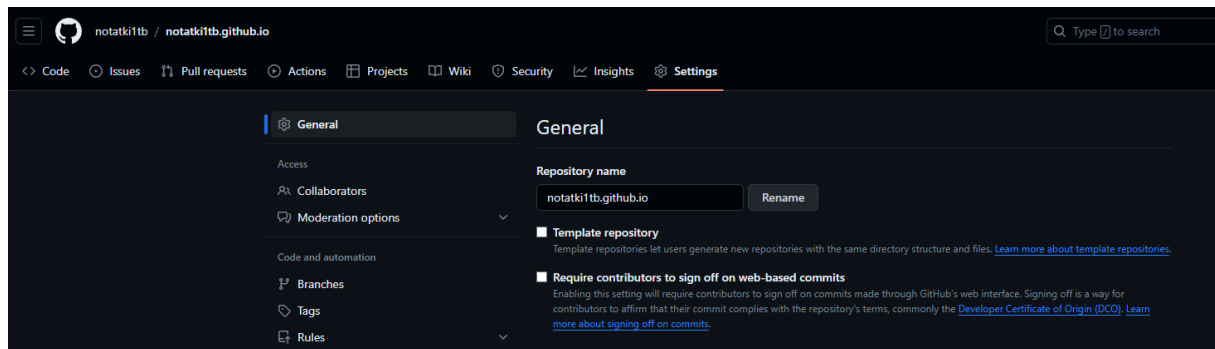 notatki1tb / notatki1tb.github.io
Type / to search
Code Issues Pull requests Actions Projects Wiki Security Insights Settings
General
Access
Collaborators
Moderation options
Code and automation
Branches
Tags
Rules
General
Repository name
notatki1tb.github.io Rename
Template repository
Template repositories let users generate new repositories with the same directory structure and files. Learn more about template repositories.
Require contributors to sign off on web-based commits
Enabling this setting will require contributors to sign off on commits made through GitHub's web interface. Signing off is a way for
contributors to affirm that their commit complies with the repository's terms, commonly the Developer Certificate of Origin (DCO). Learn
more about signing off on commits.